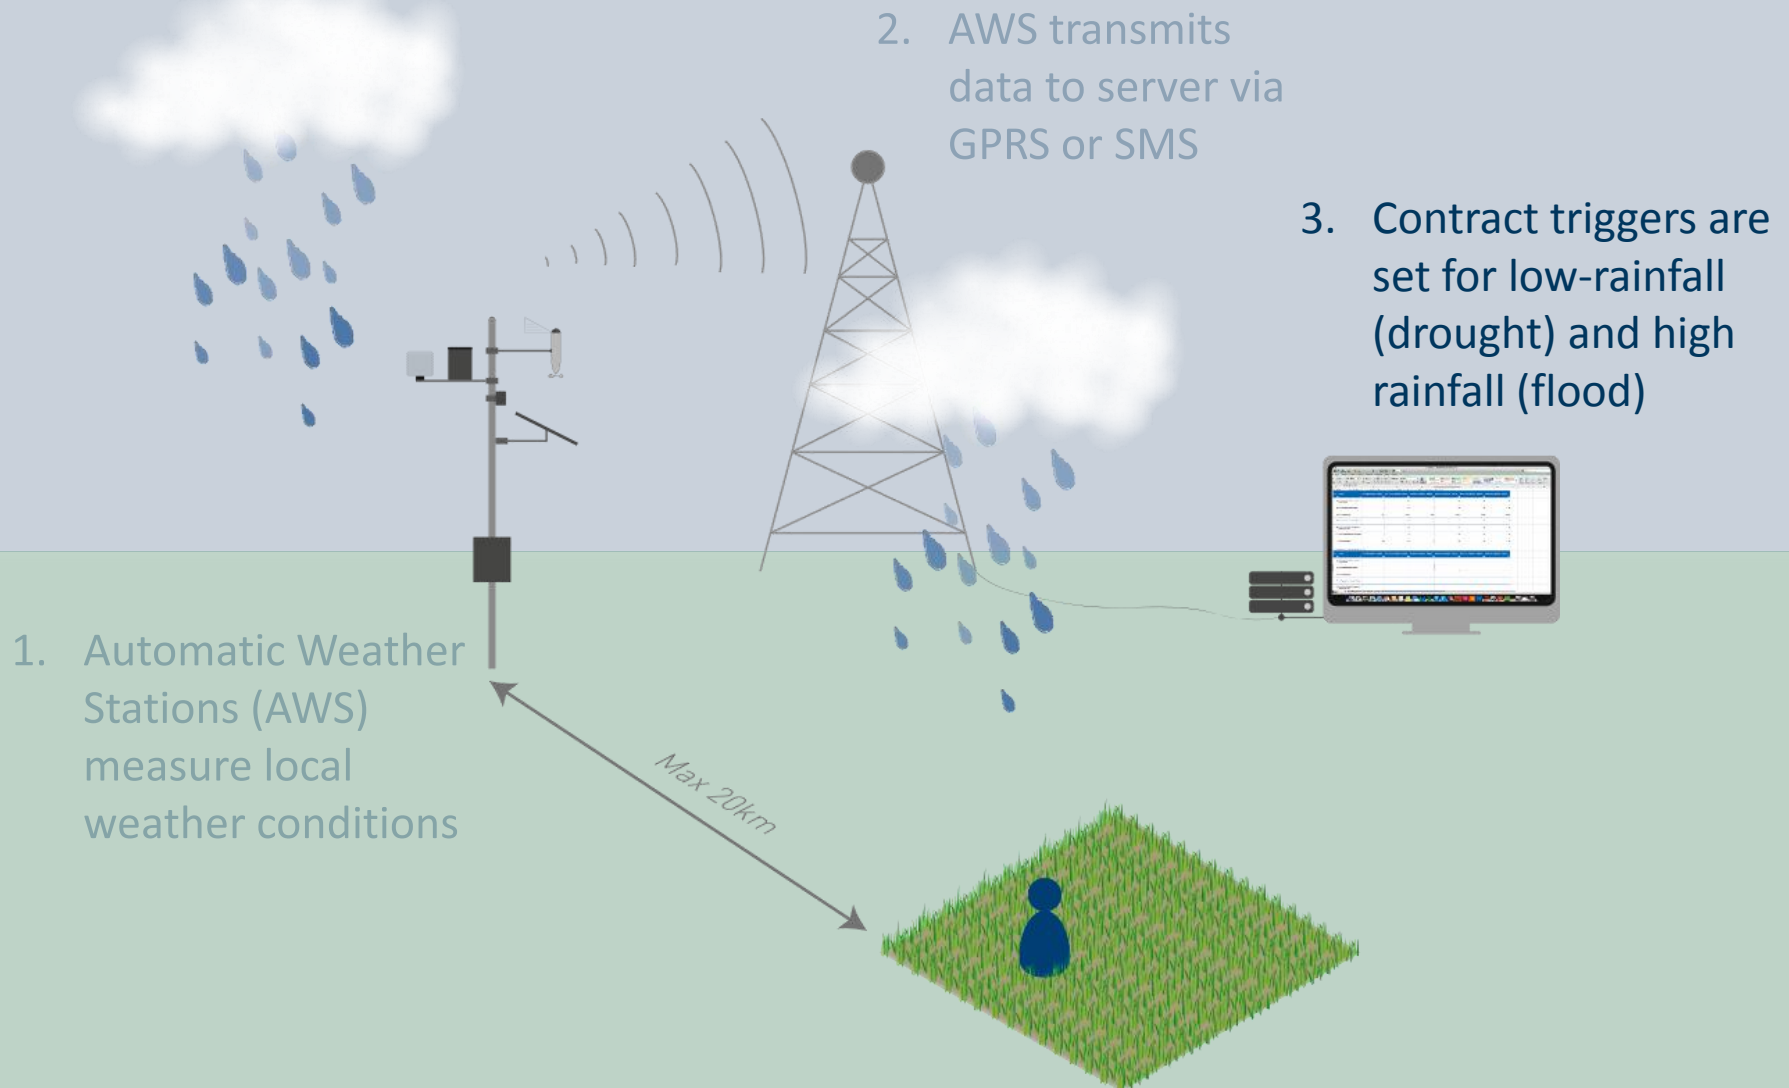 2. AWS transmits
data to server via
GPRS or SMS
3. Contract triggers are
set for low-rainfall
(drought) and high
rainfall (flood)
1. Automatic Weather
Stations (AWS)
measure local
weather conditions
Max 20km